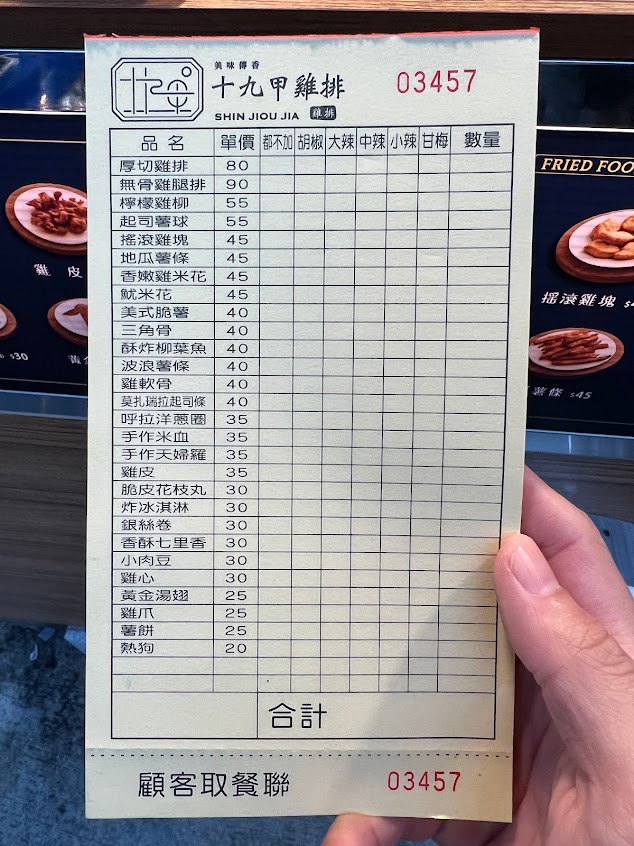 美味傳香
十九甲雞排 03457
SHIN JIOU JIA 雞排
品名 單價 都不加 胡椒 大辣 中辣 小辣 甘梅 數量
厚切雞排 80
無骨雞腿排 90
檸檬雞柳 55
起司薯球 55
搖滾雞塊 45
地瓜薯條 45
香嫩雞米花 45
魷米花 45
美式脆薯 40
三角骨 40
酥炸柳葉魚 40
波浪薯條 40
雞軟骨 40
莫扎瑞拉起司條 40
呼拉洋蔥圈 35
手作米血 35
手作天婦羅 35
雞皮 35
脆皮花枝丸 30
炸冰淇淋 30
銀絲卷 30
香酥七里香 30
小肉豆 30
雞心 30
黃金湯翅 25
雞爪 25
薯餅 25
熱狗 20
合計
顧客取餐聯 03457
雞皮
$30
FRIED FOO
搖滾雞塊
薯條 $45